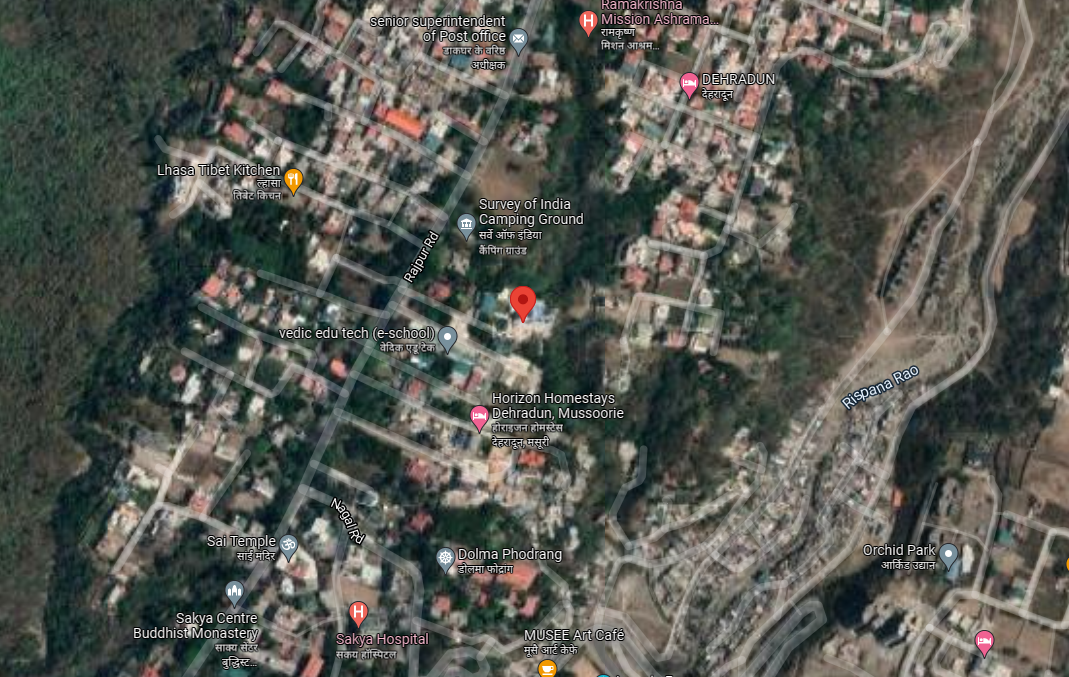 senior superintendent
of Post office
डाकघर के वरिष्ठ
अधीक्षक
Ramakrishna
Mission Ashrama...
रामकृष्ण
मिशन आश्रम...
DEHRADUN
देहरादून
Lhasa Tibet Kitchen
ल्हासा
तिबेट किचन
Survey of India
Camping Ground
सर्वे ऑफ़ इंडिया
कैंपिंग ग्राउंड
Rajpur Rd
vedic edu tech (e-school)
वेदिक एडू टेक
Horizon Homestays
Dehradun, Mussoorie
होराइजन होमस्टेस
देहरादून, मसूरी
Rispana Rao
Nagal Rd
Sai Temple
साई मंदिर
Dolma Phodrang
डोलमा फोद्रांग
Orchid Park
आर्किड उद्यान
Sakya Centre
Buddhist Monastery
साक्य सेंटर
बुद्धिस्ट...
Sakya Hospital
सकय हॉस्पिटल
MUSEE Art Café
मूसे आर्ट कैफ़े